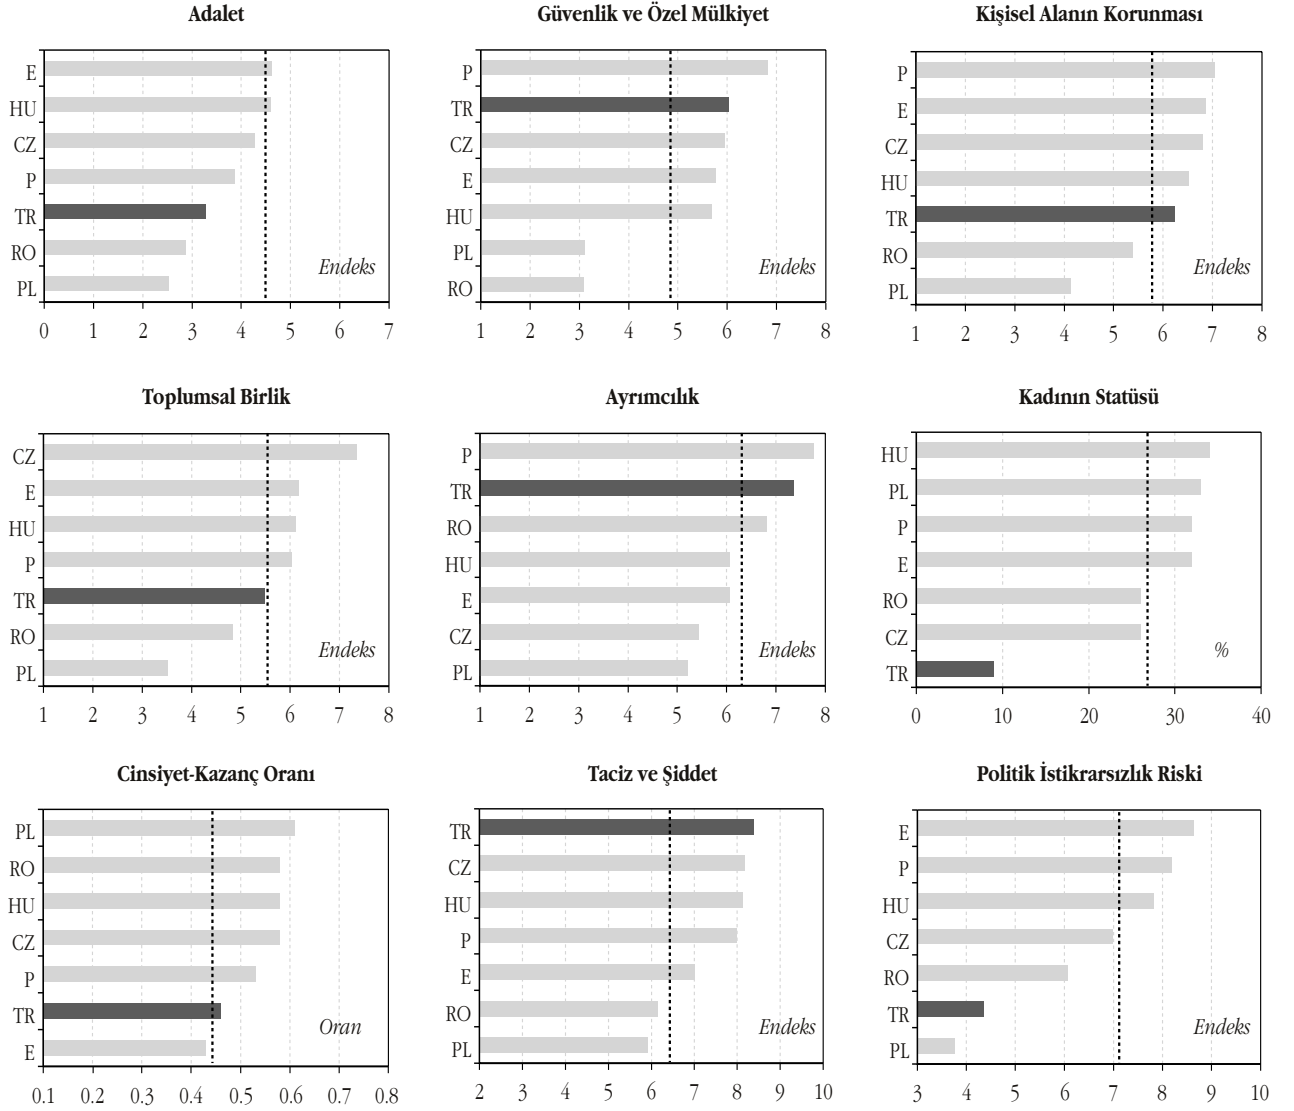 Adalet
E
HU
CZ
P
TR
RO
PL
Endeks
0 1 2 3 4 5 6 7
Güvenlik ve Özel Mülkiyet
P
TR
CZ
E
HU
PL
RO
Endeks
1 2 3 4 5 6 7 8
Kişisel Alanın Korunması
P
E
CZ
HU
TR
RO
PL
Endeks
1 2 3 4 5 6 7 8
Toplumsal Birlik
CZ
E
HU
P
TR
RO
PL
Endeks
1 2 3 4 5 6 7 8
Ayrımcılık
P
TR
RO
HU
E
CZ
PL
Endeks
1 2 3 4 5 6 7 8
Kadının Statüsü
HU
PL
P
E
RO
CZ
TR
%
0 10 20 30 40
Cinsiyet-Kazanç Oranı
PL
RO
HU
CZ
P
TR
E
Oran
0.1 0.2 0.3 0.4 0.5 0.6 0.7 0.8
Taciz ve Şiddet
TR
CZ
HU
P
E
RO
PL
Endeks
2 3 4 5 6 7 8 9 10
Politik İstikrarsızlık Riski
E
P
HU
CZ
RO
TR
PL
Endeks
3 4 5 6 7 8 9 10